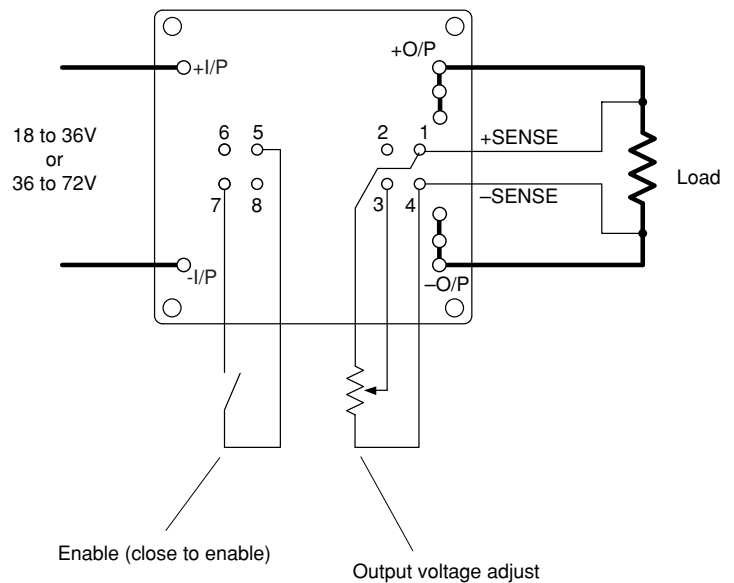 +O/P
+I/P
6 5
2 1
18 to 36V
or
36 to 72V
+SENSE
Load
7 8
3 4
–SENSE
-I/P
–O/P
Enable (close to enable)
Output voltage adjust